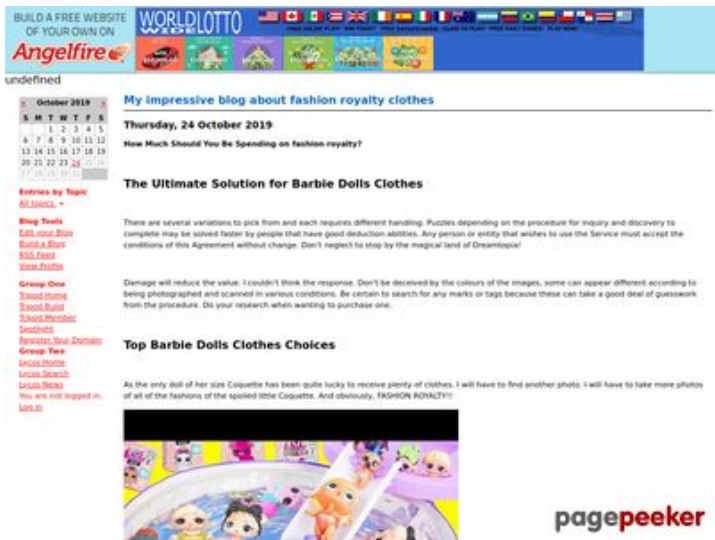 BUILD A FREE WEBSITE
OF YOUR OWN ON
Angelfire
WORLD LOTTO
WIDE
undefined
My impressive blog about fashion royalty clothes
« October 2019 »
S M T W T F S
1 2 3 4 5
6 7 8 9 10 11 12
13 14 15 16 17 18 19
20 21 22 23 24 25 26
27 28 29 30 31
Entries by Topic
All topics
Blog Tools
Edit your Blog
Build a Blog
RSS Feed
View Profile
Group One
Tripod Home
Tripod Build
Tripod Member
Spotlight
Register Your Domain
Group Two
Lycos Home
Lycos Search
Lycos News
You are not logged in.
Log in
Thursday, 24 October 2019
How Much Should You Be Spending on fashion royalty?
The Ultimate Solution for Barbie Dolls Clothes
There are several variations to pick from and each requires different handling. Puzzles depending on the procedure for inquiry and discovery to
complete may be solved faster by people that have good deduction abilities. Any person or entity that wishes to use the Service must accept the
conditions of this Agreement without change. Don't neglect to stop by the magical land of Dreamtopia!
Damage will reduce the value. I couldn't think the response. Don't be deceived by the colours of the images, some can appear different according to
being photographed and scanned in various conditions. Be certain to search for any marks or tags because these can take a good deal of guesswork
from the procedure. Do your research when wanting to purchase one.
Top Barbie Dolls Clothes Choices
As the only doll of her size Coquette has been quite lucky to receive plenty of clothes. I will have to find another photo. I will have to take more photos
of all of the fashions of the spoiled little Coquette. And obviously, FASHION ROYALTY!!!
pagepeeker